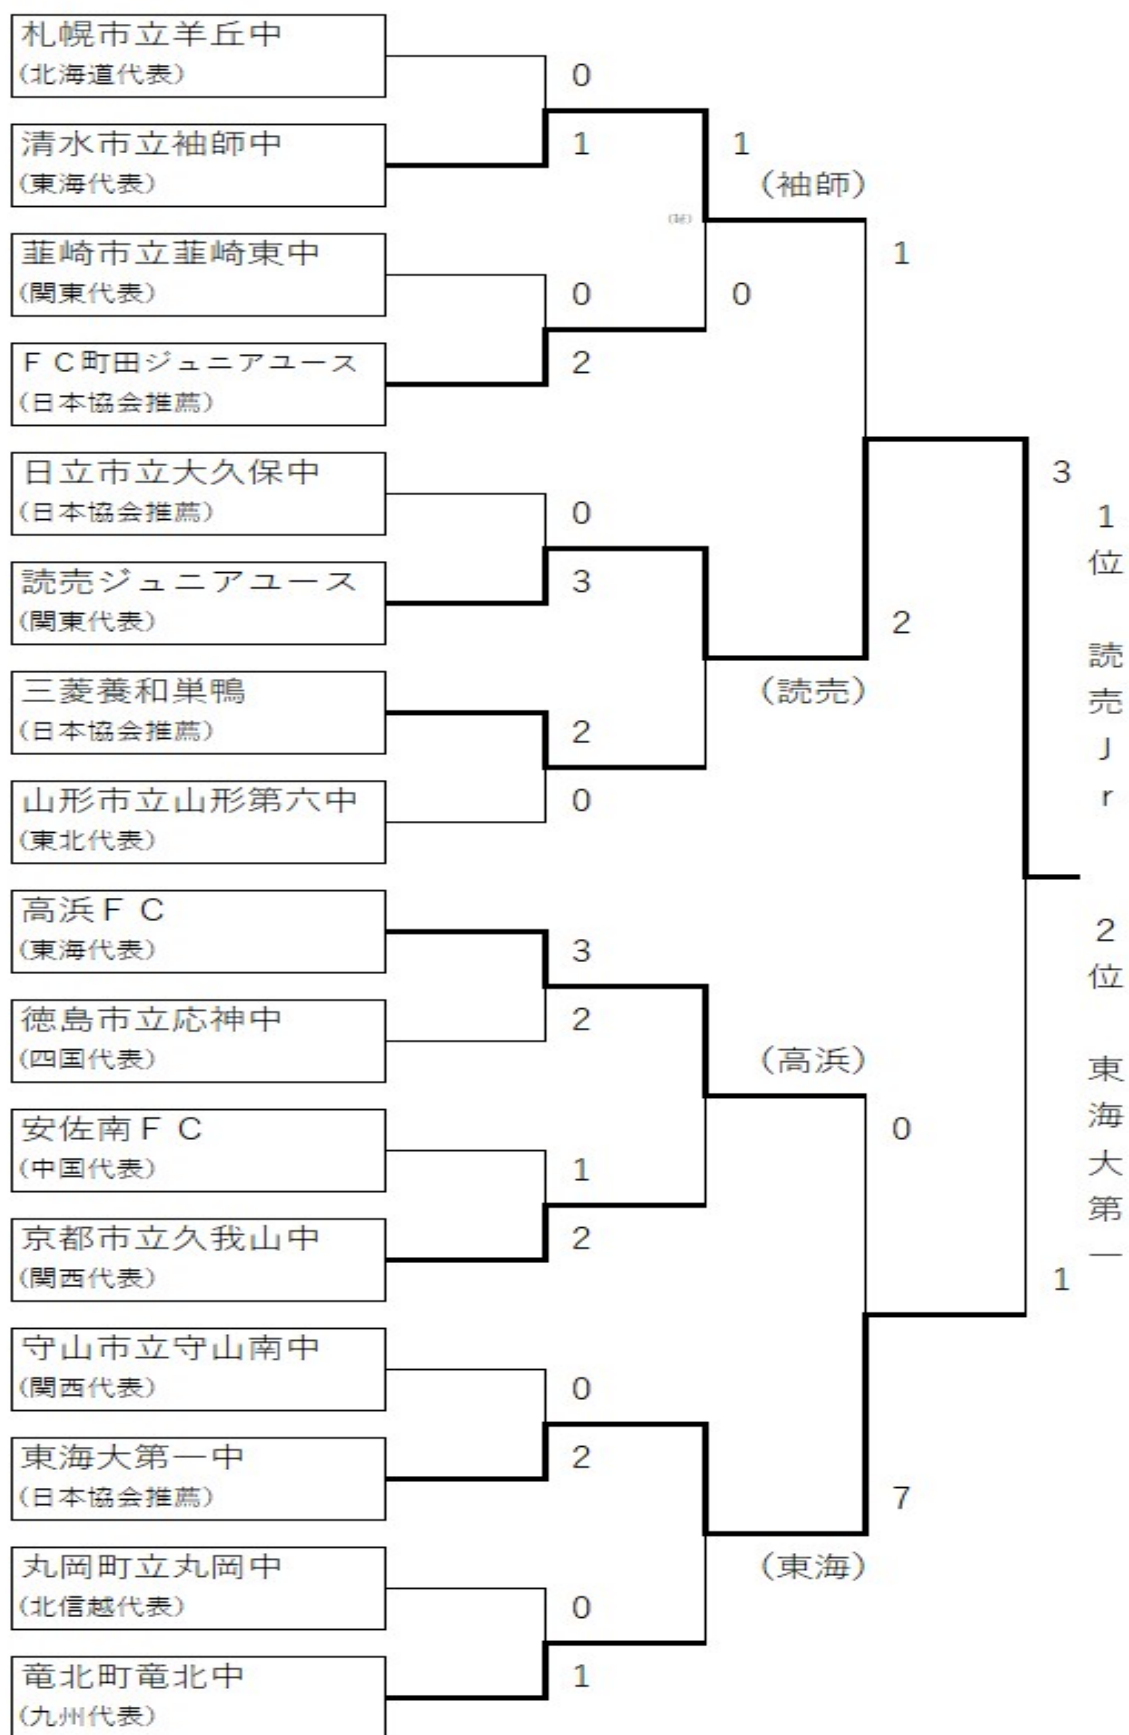 札幌市立羊丘中
(北海道代表)
0
清水市立袖師中
(東海代表)
1
1
(袖師)
韮崎市立韮崎東中
(関東代表)
0
0
1
ＦＣ町田ジュニアユース
(日本協会推薦)
2
日立市立大久保中
(日本協会推薦)
0
読売ジュニアユース
(関東代表)
3
2
(読売)
三菱養和巣鴨
(日本協会推薦)
2
山形市立山形第六中
(東北代表)
0
3
1位 読売Jr
高浜ＦＣ
(東海代表)
3
徳島市立応神中
(四国代表)
2
(高浜)
安佐南ＦＣ
(中国代表)
1
0
京都市立久我山中
(関西代表)
2
守山市立守山南中
(関西代表)
0
東海大第一中
(日本協会推薦)
2
7
(東海)
丸岡町立丸岡中
(北信越代表)
0
竜北町竜北中
(九州代表)
1
1
2位 東海大第一